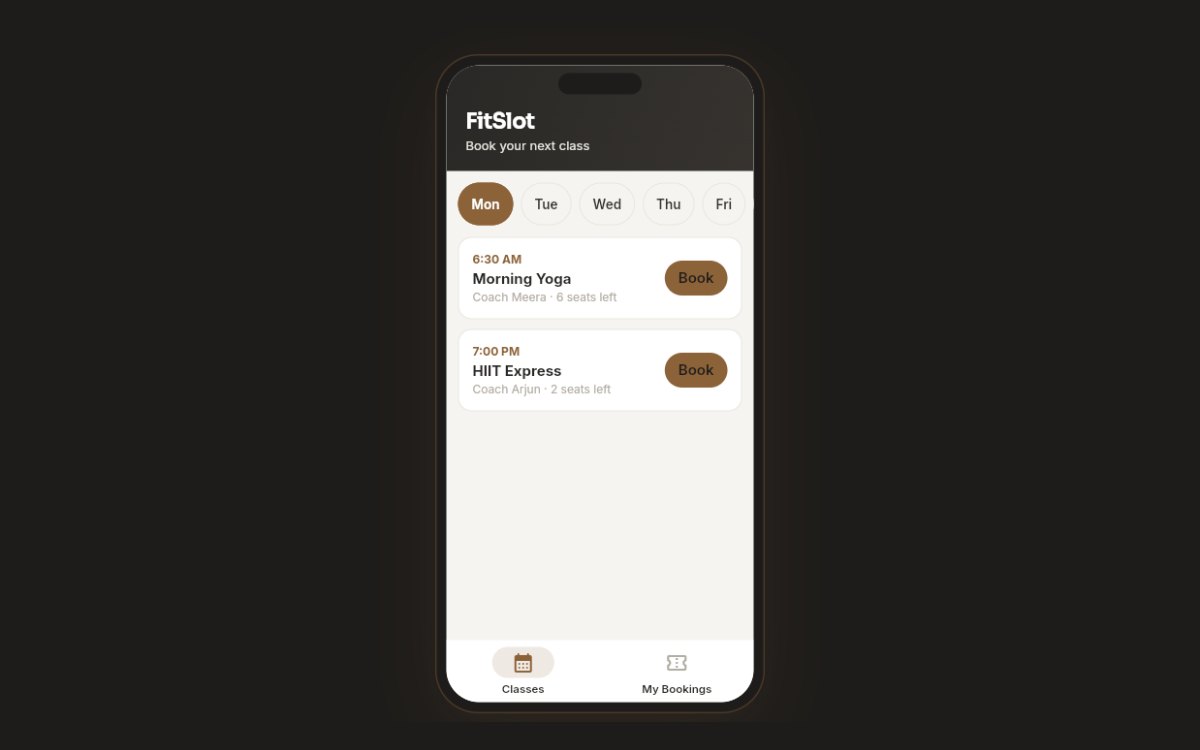 FitSlot
Book your next class
Mon Tue Wed Thu Fri
6:30 AM
Morning Yoga
Coach Meera · 6 seats left
Book
7:00 PM
HIIT Express
Coach Arjun · 2 seats left
Book
Classes My Bookings